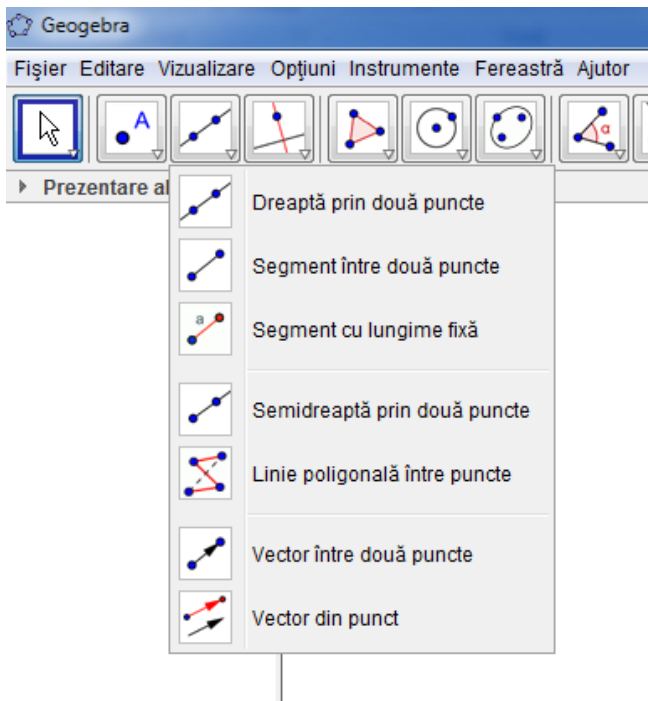 Geogebra
Fişier Editare Vizualizare Opţiuni Instrumente Fereastră Ajutor
A
α
Prezentare al
Dreaptă prin două puncte
Segment între două puncte
a
Segment cu lungime fixă
Semidreaptă prin două puncte
Linie poligonală între puncte
Vector între două puncte
Vector din punct